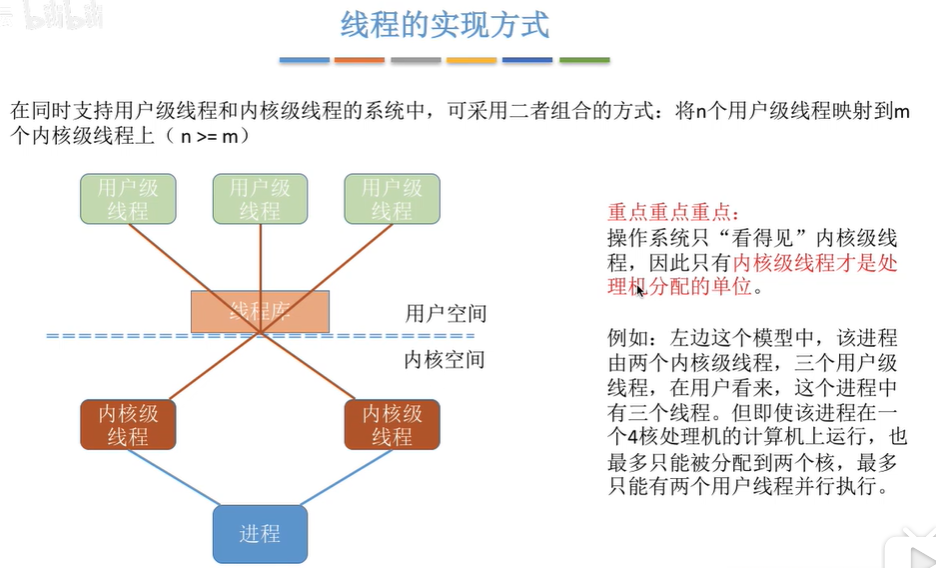 bilibili
线程的实现方式
在同时支持用户级线程和内核级线程的系统中，可采用二者组合的方式：将n个用户级线程映射到m
个内核级线程上（ n >= m）
用户级
线程
用户级
线程
用户级
线程
线程库
用户空间
内核空间
内核级
线程
内核级
线程
进程
重点重点重点：
操作系统只“看得见”内核级线
程，因此只有内核级线程才是处
理机分配的单位。
例如：左边这个模型中，该进程
由两个内核级线程，三个用户级
线程，在用户看来，这个进程中
有三个线程。但即使该进程在一
个4核处理机的计算机上运行，也
最多只能被分配到两个核，最多
只能有两个用户线程并行执行。